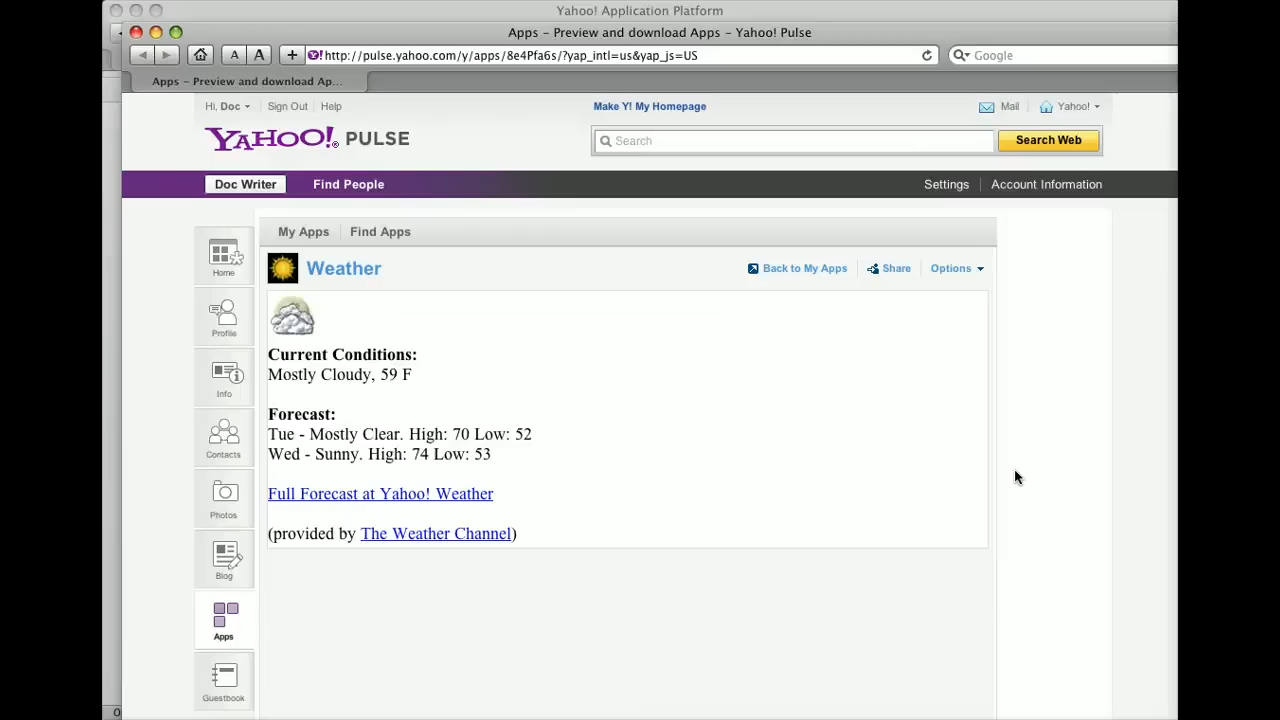 Yahoo! Application Platform
Apps – Preview and download Apps – Yahoo! Pulse
A A + Y! http://pulse.yahoo.com/y/apps/8e4Pfa6s/?yap_intl=us&yap_js=US Google
Apps – Preview and download Ap...
Hi, Doc Sign Out Help Make Y! My Homepage Mail Yahoo!
YAHOO! PULSE Search Search Web
Doc Writer Find People Settings Account Information
My Apps Find Apps
Weather Back to My Apps Share Options
Home
Profile
Info
Contacts
Photos
Blog
Apps
Guestbook
Current Conditions:
Mostly Cloudy, 59 F
Forecast:
Tue - Mostly Clear. High: 70 Low: 52
Wed - Sunny. High: 74 Low: 53
Full Forecast at Yahoo! Weather
(provided by The Weather Channel)